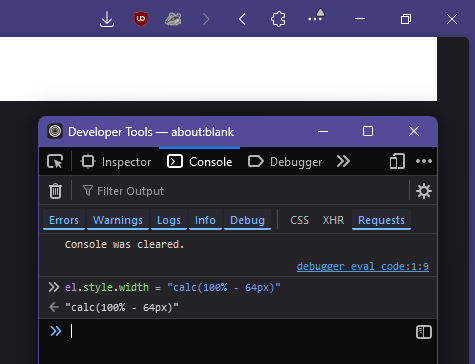 UD
Developer Tools — about:blank
Inspector
Console
Debugger
Filter Output
Errors
Warnings
Logs
Info
Debug
CSS
XHR
Requests
Console was cleared.
debugger eval code:1:9
el.style.width = "calc(100% - 64px)"
"calc(100% - 64px)"